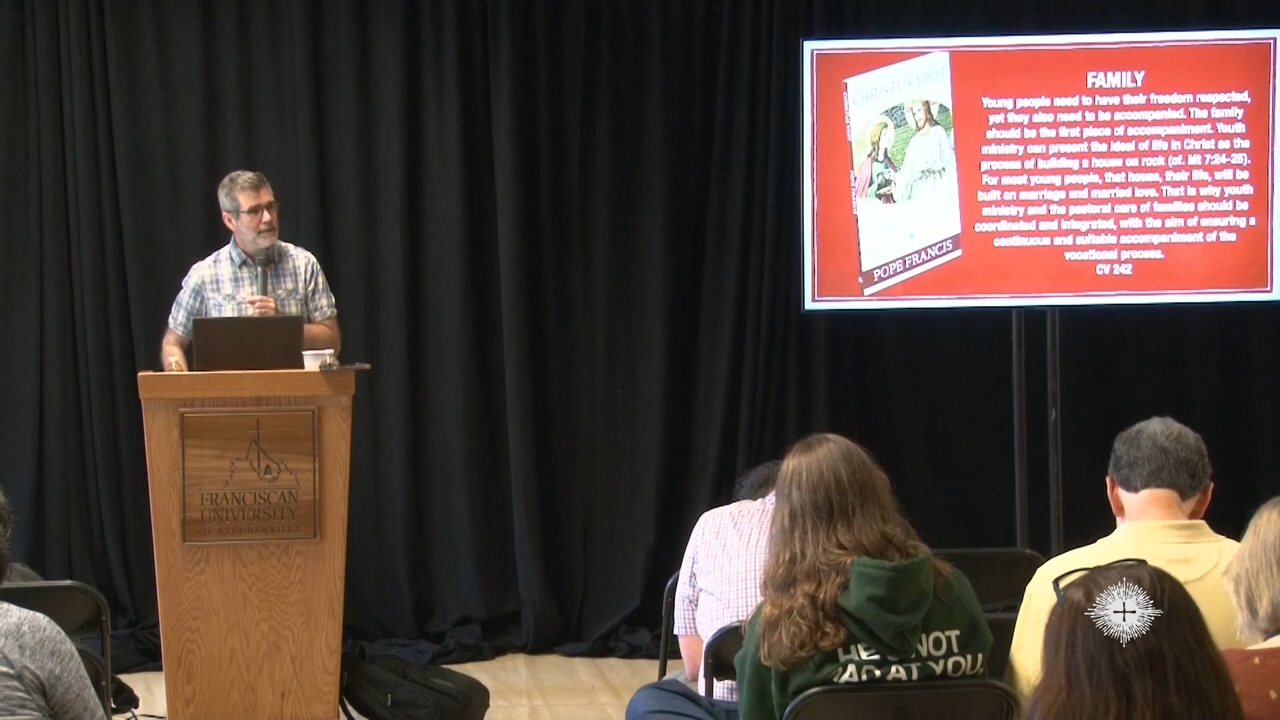 FAMILY
Young people need to have their freedom respected,
yet they also need to be accompanied. The family
should be the first place of accompaniment. Youth
ministry can present the ideal of life in Christ as the
process of building a house on rock (cf. Mt 7:24-25).
For most young people, that house, their life, will be
built on marriage and married love. That is why youth
ministry and the pastoral care of families should be
coordinated and integrated, with the aim of ensuring a
continuous and suitable accompaniment of the
vocational process.
CV 242
CHRISTUS VIVIT
POPE FRANCIS
FRANCISCAN
UNIVERSITY
OF STEUBENVILLE
HE'S NOT
MAD AT YOU.